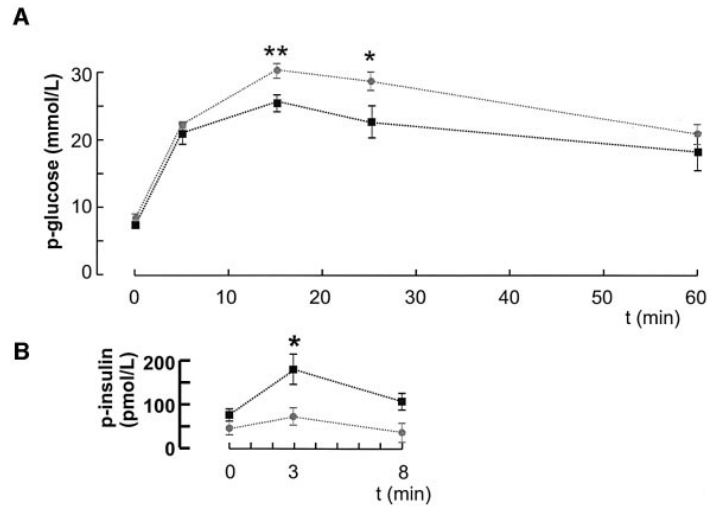 A
** *
p-glucose (mmol/L)
30
20
10
0
0 10 20 30 40 50 60
t (min)
B
*
p-insulin
(pmol/L)
200
100
0
0 3 8
t (min)